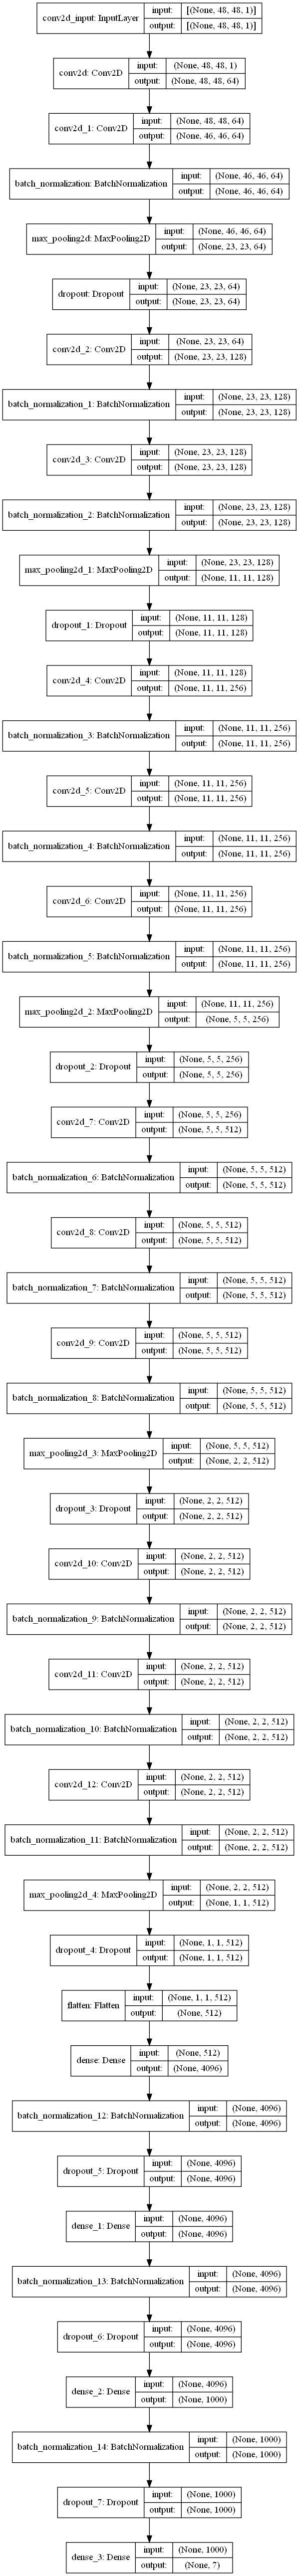 conv2d_input: InputLayer input: [(None, 48, 48, 1)]
output: [(None, 48, 48, 1)]
conv2d: Conv2D input: (None, 48, 48, 1)
output: (None, 48, 48, 64)
conv2d_1: Conv2D input: (None, 48, 48, 64)
output: (None, 46, 46, 64)
batch_normalization: BatchNormalization input: (None, 46, 46, 64)
output: (None, 46, 46, 64)
max_pooling2d: MaxPooling2D input: (None, 46, 46, 64)
output: (None, 23, 23, 64)
dropout: Dropout input: (None, 23, 23, 64)
output: (None, 23, 23, 64)
conv2d_2: Conv2D input: (None, 23, 23, 64)
output: (None, 23, 23, 128)
batch_normalization_1: BatchNormalization input: (None, 23, 23, 128)
output: (None, 23, 23, 128)
conv2d_3: Conv2D input: (None, 23, 23, 128)
output: (None, 23, 23, 128)
batch_normalization_2: BatchNormalization input: (None, 23, 23, 128)
output: (None, 23, 23, 128)
max_pooling2d_1: MaxPooling2D input: (None, 23, 23, 128)
output: (None, 11, 11, 128)
dropout_1: Dropout input: (None, 11, 11, 128)
output: (None, 11, 11, 128)
conv2d_4: Conv2D input: (None, 11, 11, 128)
output: (None, 11, 11, 256)
batch_normalization_3: BatchNormalization input: (None, 11, 11, 256)
output: (None, 11, 11, 256)
conv2d_5: Conv2D input: (None, 11, 11, 256)
output: (None, 11, 11, 256)
batch_normalization_4: BatchNormalization input: (None, 11, 11, 256)
output: (None, 11, 11, 256)
conv2d_6: Conv2D input: (None, 11, 11, 256)
output: (None, 11, 11, 256)
batch_normalization_5: BatchNormalization input: (None, 11, 11, 256)
output: (None, 11, 11, 256)
max_pooling2d_2: MaxPooling2D input: (None, 11, 11, 256)
output: (None, 5, 5, 256)
dropout_2: Dropout input: (None, 5, 5, 256)
output: (None, 5, 5, 256)
conv2d_7: Conv2D input: (None, 5, 5, 256)
output: (None, 5, 5, 512)
batch_normalization_6: BatchNormalization input: (None, 5, 5, 512)
output: (None, 5, 5, 512)
conv2d_8: Conv2D input: (None, 5, 5, 512)
output: (None, 5, 5, 512)
batch_normalization_7: BatchNormalization input: (None, 5, 5, 512)
output: (None, 5, 5, 512)
conv2d_9: Conv2D input: (None, 5, 5, 512)
output: (None, 5, 5, 512)
batch_normalization_8: BatchNormalization input: (None, 5, 5, 512)
output: (None, 5, 5, 512)
max_pooling2d_3: MaxPooling2D input: (None, 5, 5, 512)
output: (None, 2, 2, 512)
dropout_3: Dropout input: (None, 2, 2, 512)
output: (None, 2, 2, 512)
conv2d_10: Conv2D input: (None, 2, 2, 512)
output: (None, 2, 2, 512)
batch_normalization_9: BatchNormalization input: (None, 2, 2, 512)
output: (None, 2, 2, 512)
conv2d_11: Conv2D input: (None, 2, 2, 512)
output: (None, 2, 2, 512)
batch_normalization_10: BatchNormalization input: (None, 2, 2, 512)
output: (None, 2, 2, 512)
conv2d_12: Conv2D input: (None, 2, 2, 512)
output: (None, 2, 2, 512)
batch_normalization_11: BatchNormalization input: (None, 2, 2, 512)
output: (None, 2, 2, 512)
max_pooling2d_4: MaxPooling2D input: (None, 2, 2, 512)
output: (None, 1, 1, 512)
dropout_4: Dropout input: (None, 1, 1, 512)
output: (None, 1, 1, 512)
flatten: Flatten input: (None, 1, 1, 512)
output: (None, 512)
dense: Dense input: (None, 512)
output: (None, 4096)
batch_normalization_12: BatchNormalization input: (None, 4096)
output: (None, 4096)
dropout_5: Dropout input: (None, 4096)
output: (None, 4096)
dense_1: Dense input: (None, 4096)
output: (None, 4096)
batch_normalization_13: BatchNormalization input: (None, 4096)
output: (None, 4096)
dropout_6: Dropout input: (None, 4096)
output: (None, 4096)
dense_2: Dense input: (None, 4096)
output: (None, 1000)
batch_normalization_14: BatchNormalization input: (None, 1000)
output: (None, 1000)
dropout_7: Dropout input: (None, 1000)
output: (None, 1000)
dense_3: Dense input: (None, 1000)
output: (None, 7)